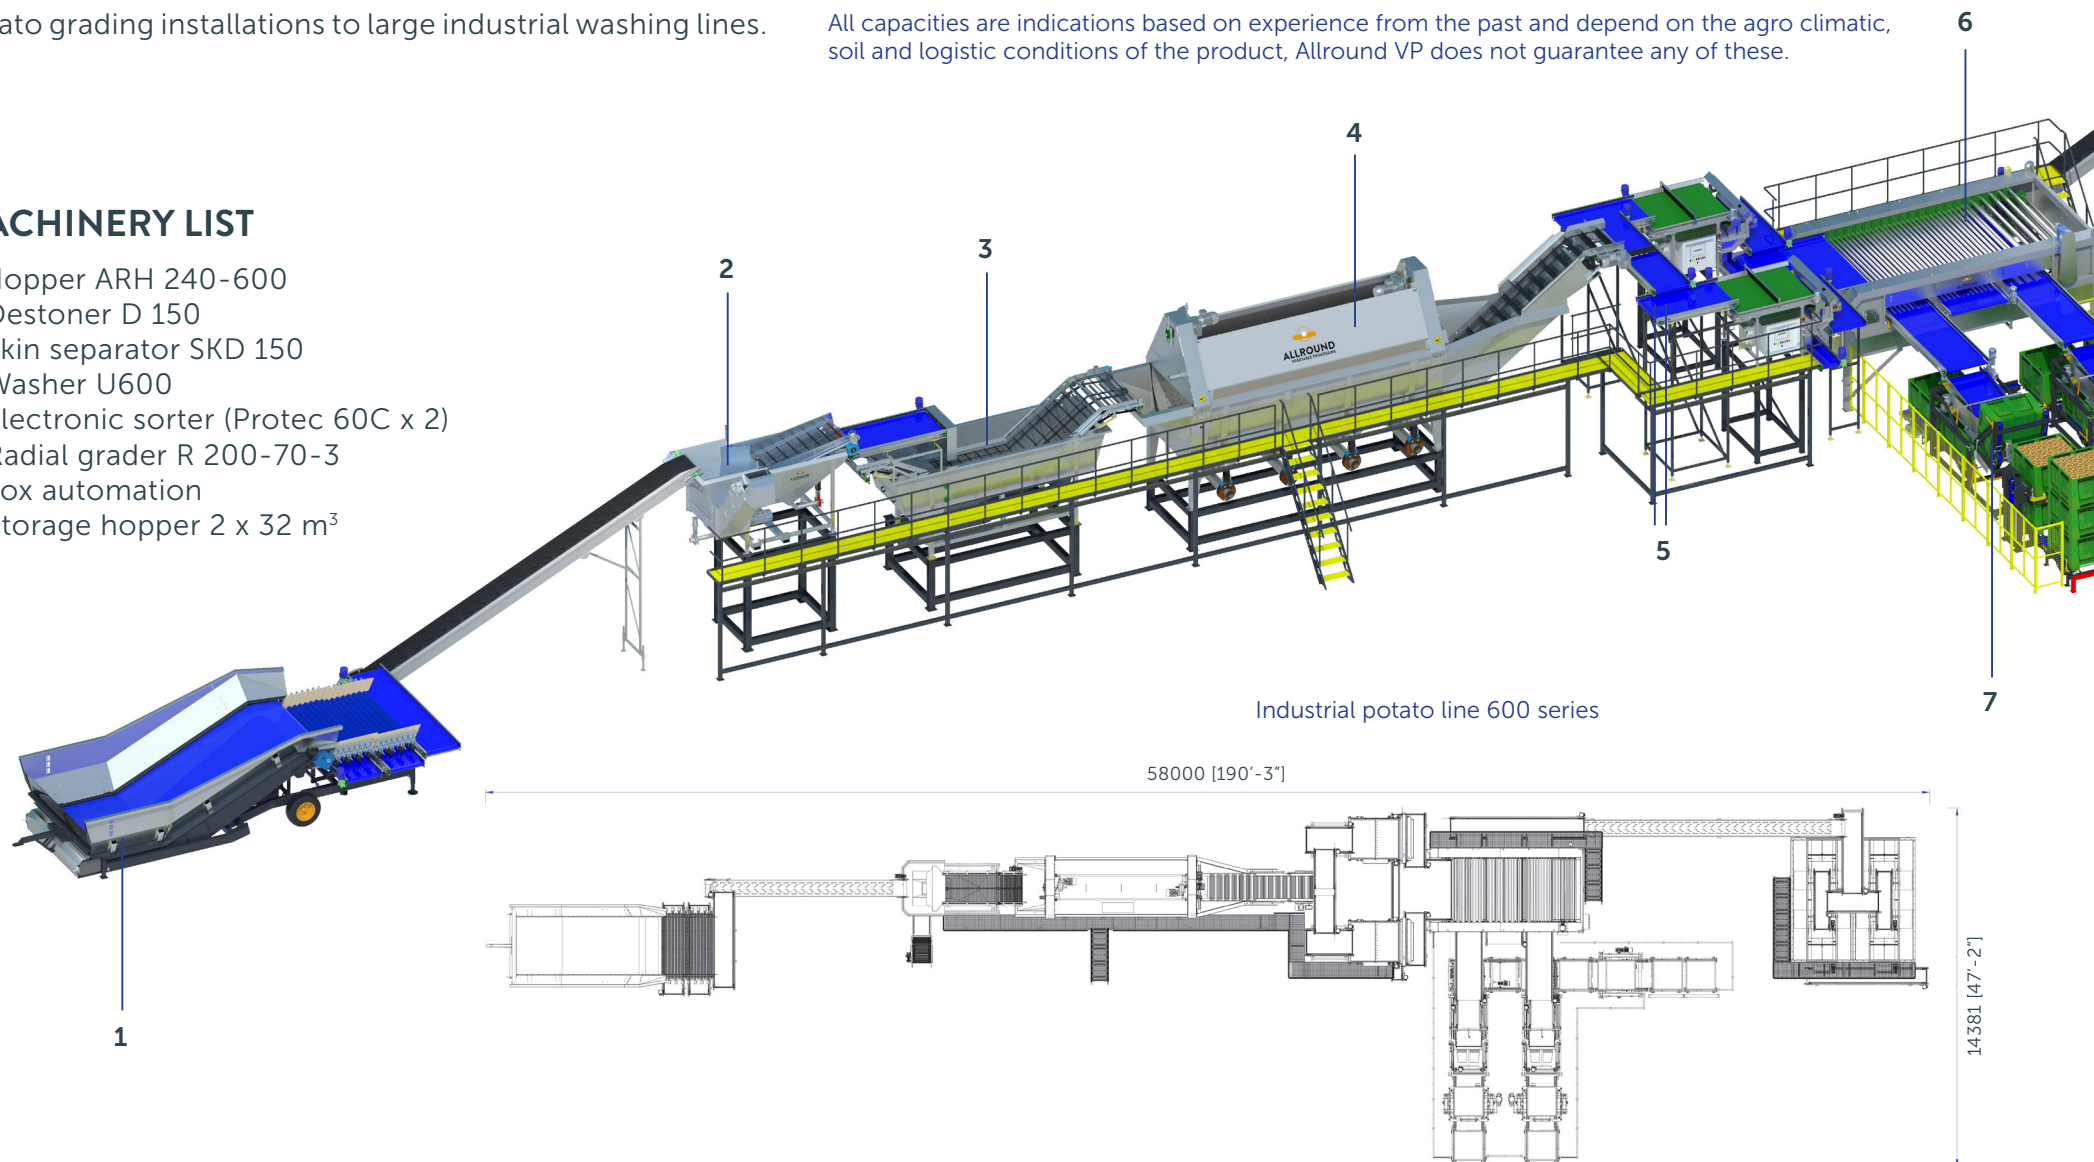 ato grading installations to large industrial washing lines.
All capacities are indications based on experience from the past and depend on the agro climatic,
soil and logistic conditions of the product, Allround VP does not guarantee any of these.
6
4
ACHINERY LIST
3
2
opper ARH 240-600
Destoner D 150
kin separator SKD 150
Washer U600
lectronic sorter (Protec 60C x 2)
Radial grader R 200-70-3
ox automation
torage hopper 2 x 32 m³
ALLROUND
VEGETABLE PROCESSING
5
7
Industrial potato line 600 series
58000 [190'-3"]
14381 [47'-2"]
1